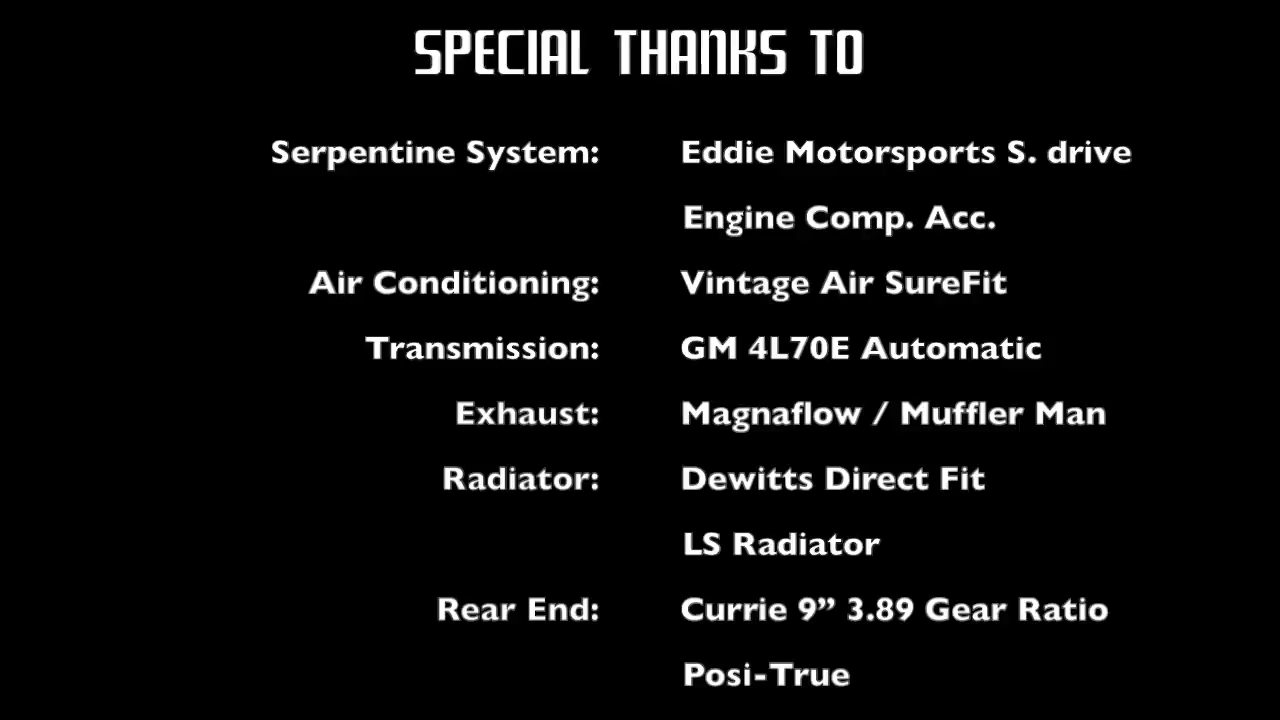 SPECIAL THANKS TO
Serpentine System: Eddie Motorsports S. drive
Engine Comp. Acc.
Air Conditioning: Vintage Air SureFit
Transmission: GM 4L70E Automatic
Exhaust: Magnaflow / Muffler Man
Radiator: Dewitts Direct Fit
LS Radiator
Rear End: Currie 9” 3.89 Gear Ratio
Posi-True